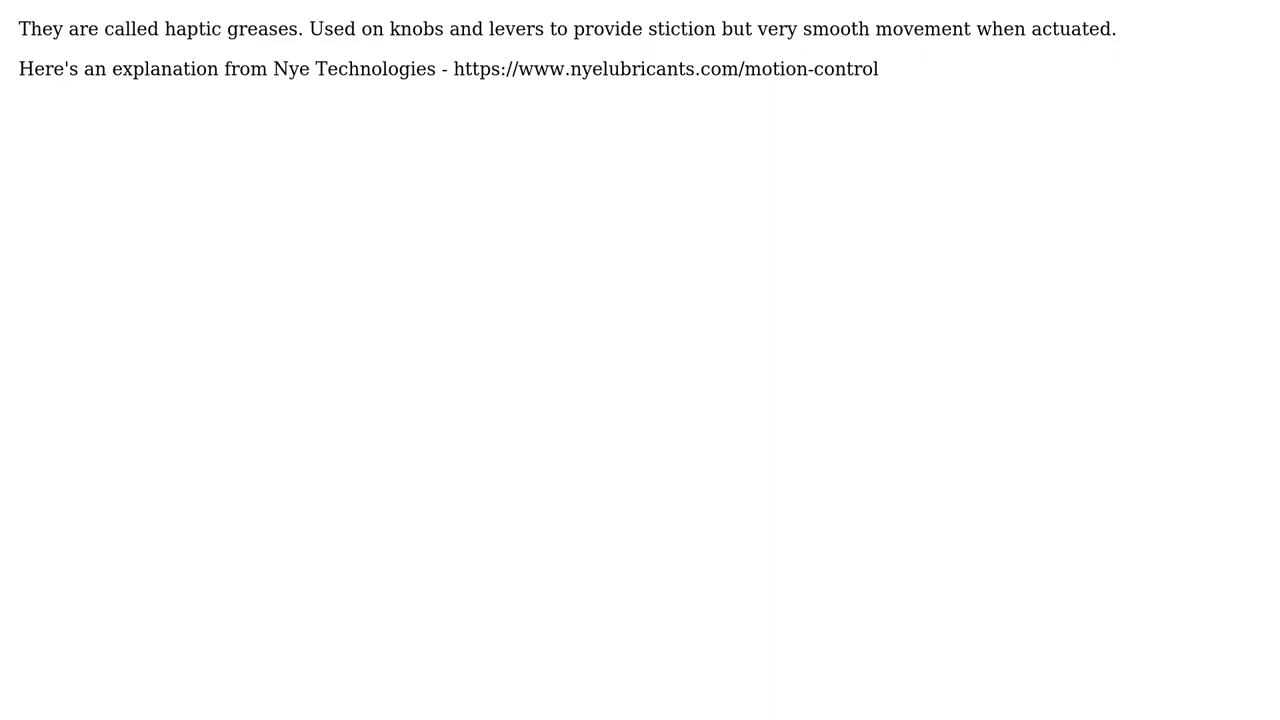 They are called haptic greases. Used on knobs and levers to provide stiction but very smooth movement when actuated.
Here's an explanation from Nye Technologies - https://www.nyelubricants.com/motion-control